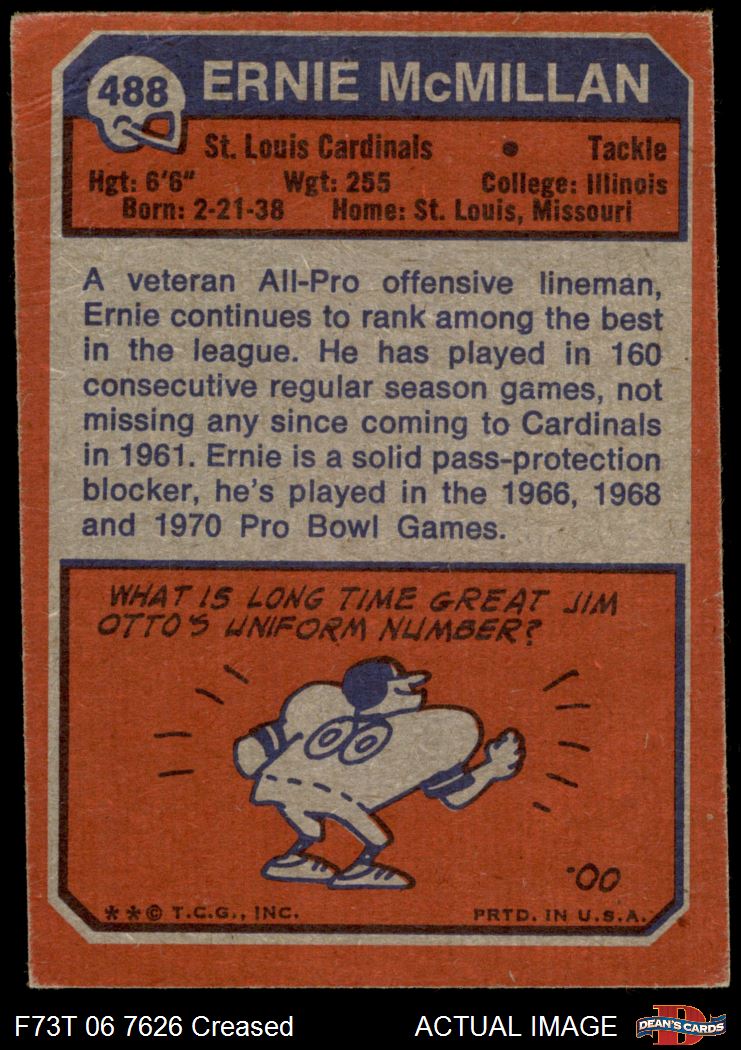 488 ERNIE McMILLAN
St. Louis Cardinals • Tackle
Hgt: 6'6" Wgt: 255 College: Illinois
Born: 2-21-38 Home: St. Louis, Missouri
A veteran All-Pro offensive lineman,
Ernie continues to rank among the best
in the league. He has played in 160
consecutive regular season games, not
missing any since coming to Cardinals
in 1961. Ernie is a solid pass-protection
blocker, he's played in the 1966, 1968
and 1970 Pro Bowl Games.
WHAT IS LONG TIME GREAT JIM
OTTO'S UNIFORM NUMBER?
00
'00
* * © T.C.G., INC. PRTD. IN U.S.A.
F73T 06 7626 Creased ACTUAL IMAGE D DEAN'S CARDS